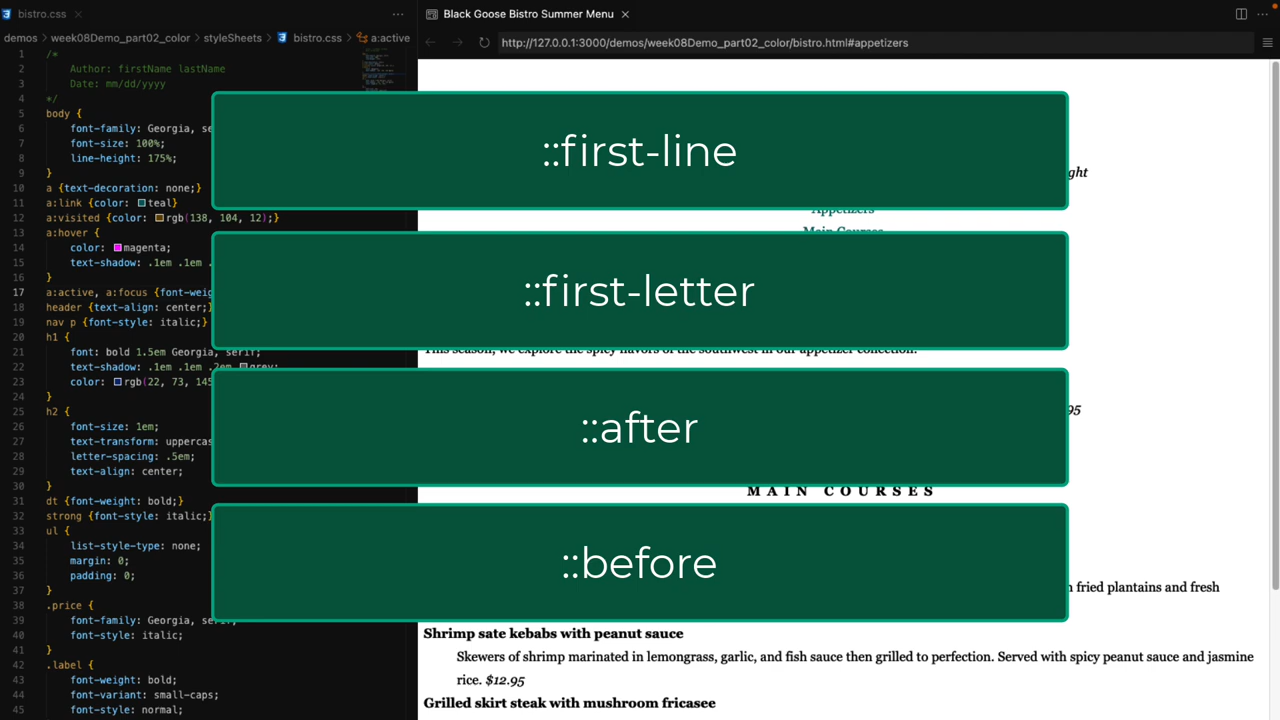 bistro.css
demos > week08Demo_part02_color > styleSheets > bistro.css > a:active
1 /*
2 Author: firstName lastName
3 Date: mm/dd/yyyy
4 */
5 body {
6 font-family: Georgia, se
7 font-size: 100%;
8 line-height: 175%;
9 }
10 a {text-decoration: none;}
11 a:link {color: teal}
12 a:visited {color: rgb(138, 104, 12);}
13 a:hover {
14 color: magenta;
15 text-shadow: .1em .1em .
16 }
17 a:active, a:focus {font-weig
18 header {text-align: center;}
19 nav p {font-style: italic;}
20 h1 {
21 font: bold 1.5em Georgia, serif;
22 text-shadow: .1em .1em .2em grey;
23 color: rgb(22, 73, 145
24 }
25 h2 {
26 font-size: 1em;
27 text-transform: uppercas
28 letter-spacing: .5em;
29 text-align: center;
30 }
31 dt {font-weight: bold;}
32 strong {font-style: italic;}
33 ul {
34 list-style-type: none;
35 margin: 0;
36 padding: 0;
37 }
38 .price {
39 font-family: Georgia, serif;
40 font-style: italic;
41 }
42 .label {
43 font-weight: bold;
44 font-variant: small-caps;
45 font-style: normal;
Black Goose Bistro Summer Menu
http://127.0.0.1:3000/demos/week08Demo_part02_color/bistro.html#appetizers
::first-line
ght
Appetizers
Main Courses
::first-letter
This season, we explore the spicy flavors of the southwest in our appetizer collection.
::after
95
MAIN COURSES
::before
fried plantains and fresh
Shrimp sate kebabs with peanut sauce
Skewers of shrimp marinated in lemongrass, garlic, and fish sauce then grilled to perfection. Served with spicy peanut sauce and jasmine
rice. $12.95
Grilled skirt steak with mushroom fricasee